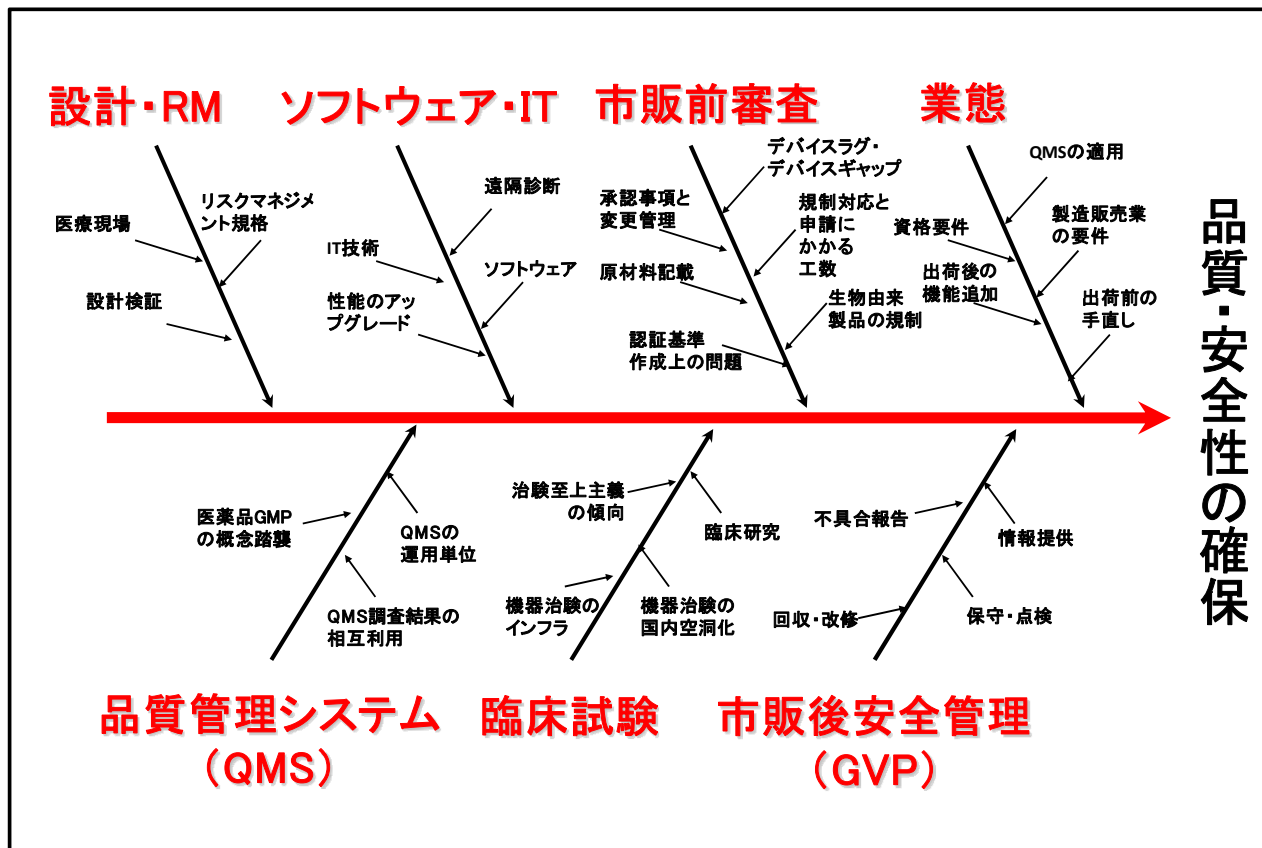 設計・RM
ソフトウェア・IT
市販前審査
業態
医療現場
リスクマネジメ
ント規格
設計検証
遠隔診断
IT技術
ソフトウェア
性能のアッ
プグレード
デバイスラグ・
デバイスギャップ
承認事項と
変更管理
規制対応と
申請に
かかる
工数
原材料記載
生物由来
製品の規制
認証基準
作成上の問題
QMSの適用
資格要件
製造販売業
の要件
出荷後の
機能追加
出荷前の
手直し
品質・安全性の確保
医薬品GMP
の概念踏襲
QMSの
運用単位
QMS調査結果の
相互利用
治験至上主義
の傾向
臨床研究
機器治験の
インフラ
機器治験の
国内空洞化
不具合報告
情報提供
回収・改修
保守・点検
品質管理システム
(QMS)
臨床試験
市販後安全管理
(GVP)